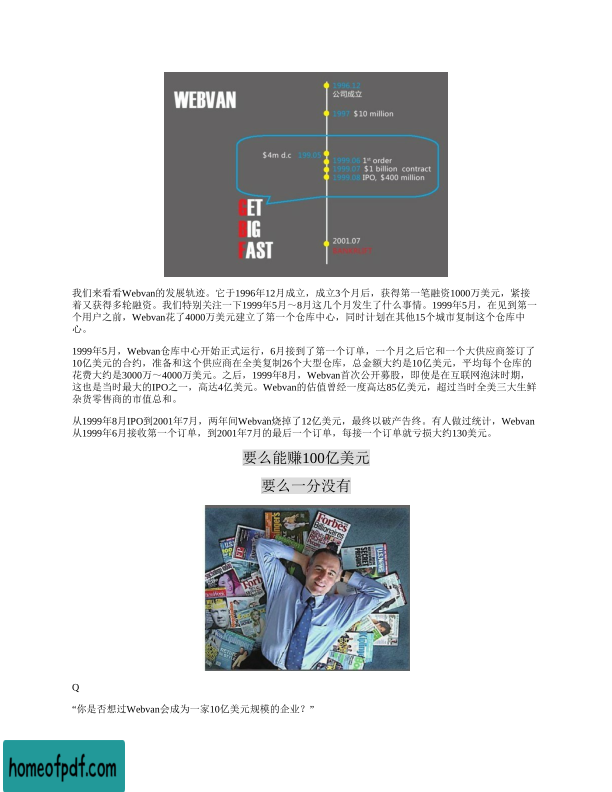 WEBVAN
1996.12
公司成立
1997 $10 million
$4m d.c 199.05
1999.06 1st order
1999.07 $1 billion contract
1999.08 IPO, $400 million
GET
BIG
FAST
2001.07
我们来看看Webvan的发展轨迹。它于1996年12月成立，成立3个月后，获得第一笔融资1000万美元，紧接
着又获得多轮融资。我们特别关注一下1999年5月～8月这几个月发生了什么事情。1999年5月，在见到第一
个用户之前，Webvan花了4000万美元建立了第一个仓库中心，同时计划在其他15个城市复制这个仓库中
心。
1999年5月，Webvan仓库中心开始正式运行，6月接到了第一个订单，一个月之后它和一个大供应商签订了
10亿美元的合约，准备和这个供应商在全美复制26个大型仓库，总金额大约是10亿美元，平均每个仓库的
花费大约是3000万～4000万美元。之后，1999年8月，Webvan首次公开募股，即使是在互联网泡沫时期，
这也是当时最大的IPO之一，高达4亿美元。Webvan的估值曾经一度高达85亿美元，超过当时全美三大生鲜
杂货零售商的市值总和。
从1999年8月IPO到2001年7月，两年间Webvan烧掉了12亿美元，最终以破产告终。有人做过统计，Webvan
从1999年6月接收第一个订单，到2001年7月的最后一个订单，每接一个订单就亏损大约130美元。
要么能赚100亿美元
要么一分没有
Forbes
Forbes
Q
“你是否想过Webvan会成为一家10亿美元规模的企业？”
homeofpdf.com